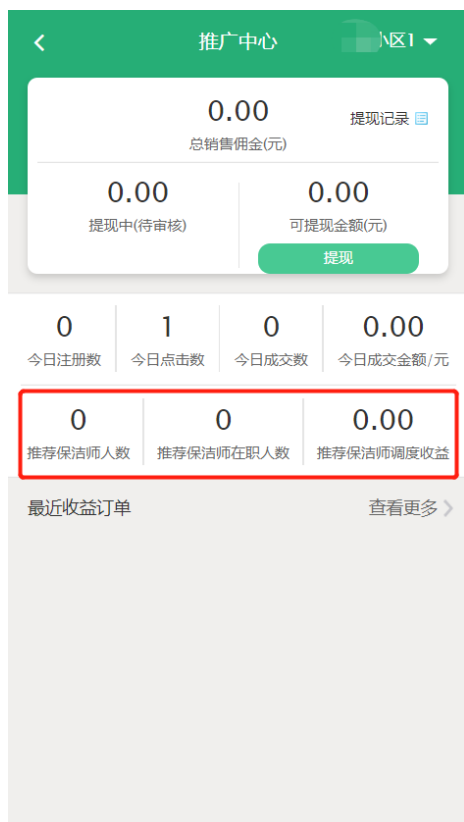 推广中心
小区1
0.00
提现记录
总销售佣金(元)
0.00 0.00
提现中(待审核) 可提现金额(元)
提现
0 1 0 0.00
今日注册数 今日点击数 今日成交数 今日成交金额/元
0 0 0.00
推荐保洁师人数 推荐保洁师在职人数 推荐保洁师调度收益
最近收益订单 查看更多